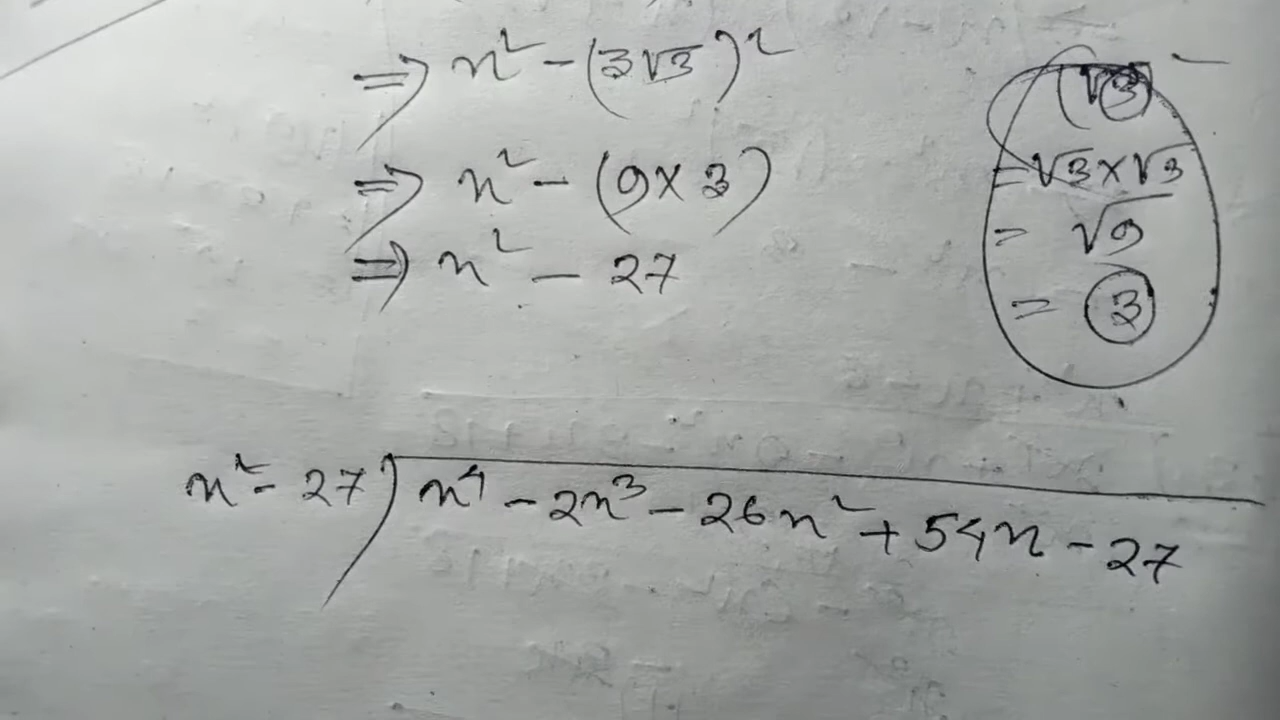 ⇒ x² - (3√3)²
⇒ x² - (9×3)
⇒ x² - 27
(√3)²
= √3×√3
= √9
= 3
x² - 27 ) x⁴ - 2x³ - 26x² + 54x - 27